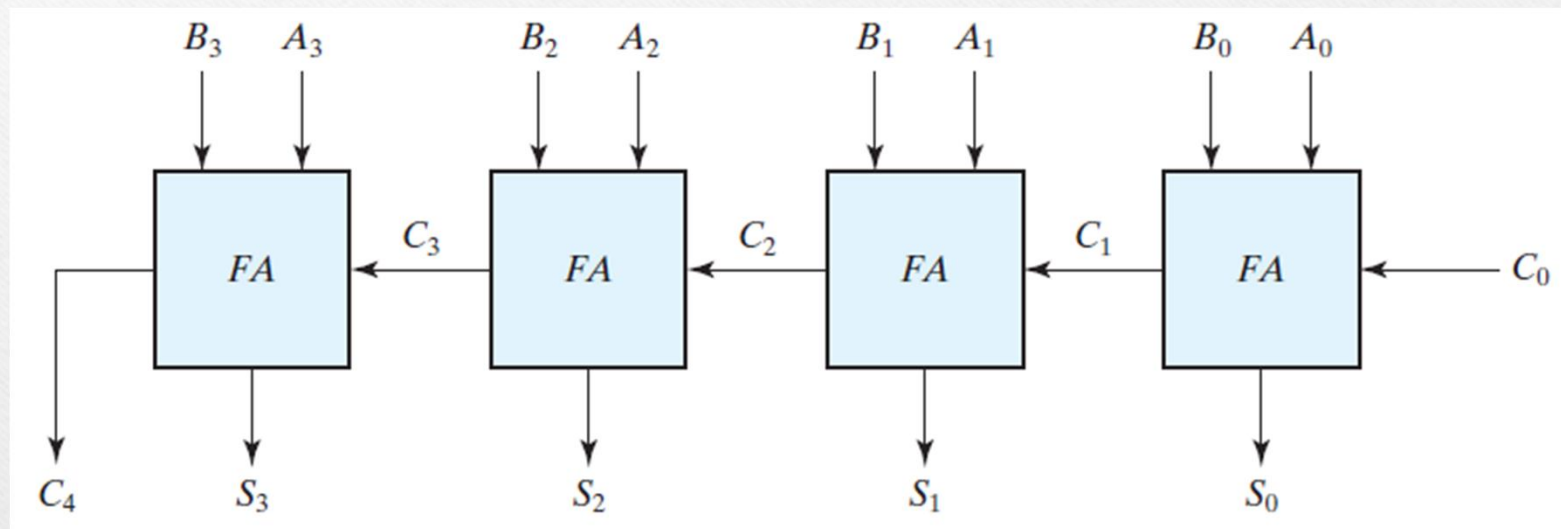 B₃ A₃ B₂ A₂ B₁ A₁ B₀ A₀
FA C₃ FA C₂ FA C₁ FA C₀
C₄ S₃ S₂ S₁ S₀